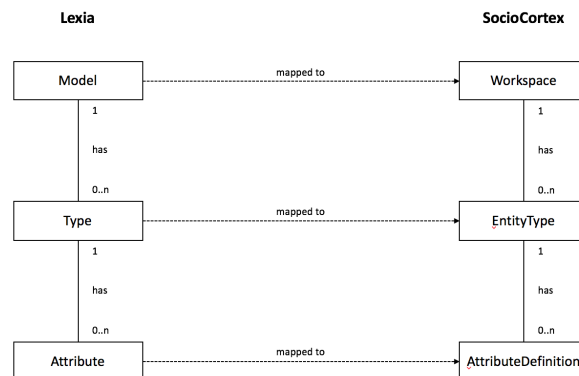 Lexia SocioCortex
Model mapped to Workspace
1 1
has has
0..n 0..n
Type mapped to EntityType
1 1
has has
0..n 0..n
Attribute mapped to AttributeDefinition